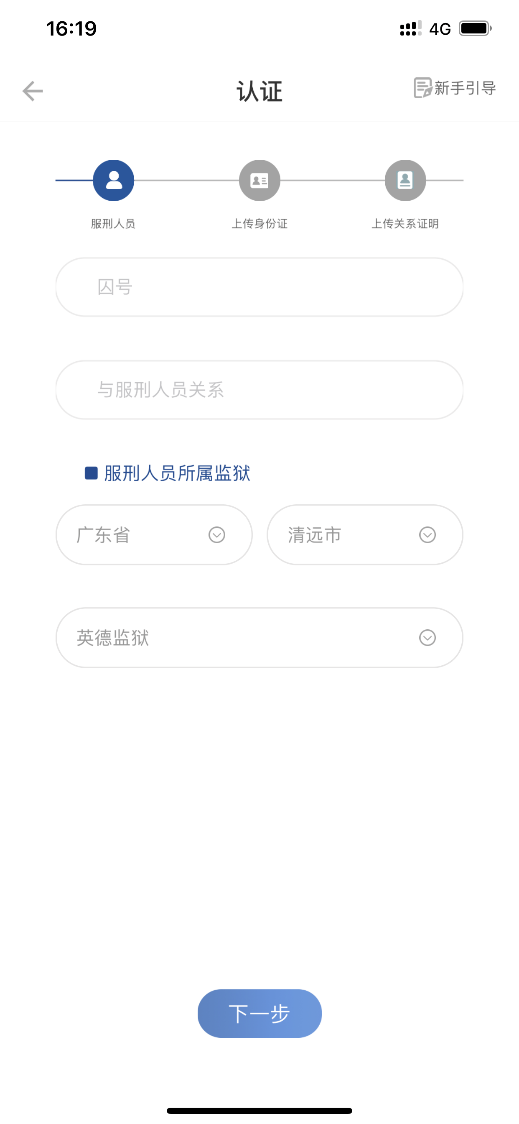 16:19 4G
认证 新手引导
服刑人员 上传身份证 上传关系证明
囚号
与服刑人员关系
服刑人员所属监狱
广东省 清远市
英德监狱
下一步